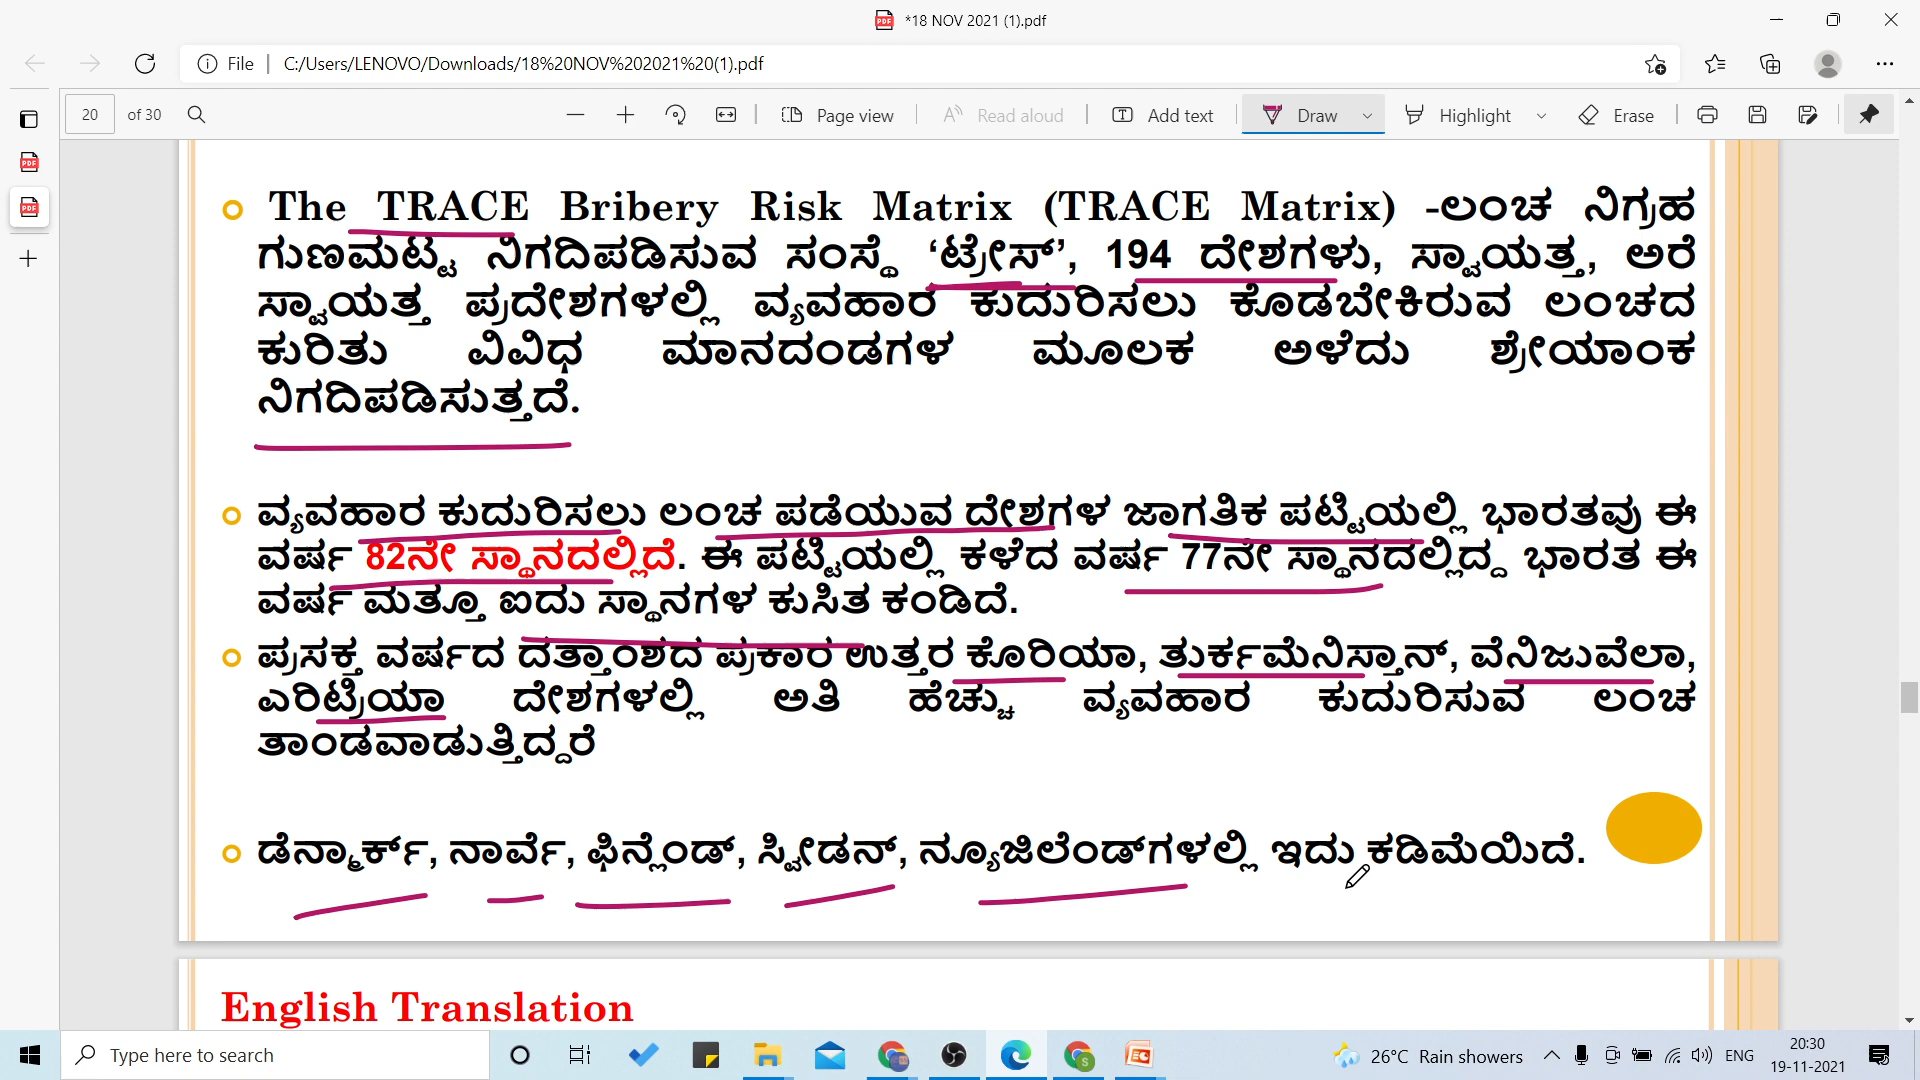 *18 NOV 2021 (1).pdf
File | C:/Users/LENOVO/Downloads/18%20NOV%202021%20(1).pdf
20 of 30 Page view Read aloud Add text Draw Highlight Erase
The TRACE Bribery Risk Matrix (TRACE Matrix) -ಲಂಚ ನಿಗ್ರಹ
ಗುಣಮಟ್ಟ ನಿಗದಿಪಡಿಸುವ ಸಂಸ್ಥೆ ‘ಟ್ರೇಸ್’, 194 ದೇಶಗಳು, ಸ್ವಾಯತ್ತ, ಅರೆ
ಸ್ವಾಯತ್ತ ಪ್ರದೇಶಗಳಲ್ಲಿ ವ್ಯವಹಾರ ಕುದುರಿಸಲು ಕೊಡಬೇಕಿರುವ ಲಂಚದ
ಕುರಿತು ವಿವಿಧ ಮಾನದಂಡಗಳ ಮೂಲಕ ಅಳೆದು ಶ್ರೇಯಾಂಕ
ನಿಗದಿಪಡಿಸುತ್ತದೆ.
ವ್ಯವಹಾರ ಕುದುರಿಸಲು ಲಂಚ ಪಡೆಯುವ ದೇಶಗಳ ಜಾಗತಿಕ ಪಟ್ಟಿಯಲ್ಲಿ ಭಾರತವು ಈ
ವರ್ಷ 82ನೇ ಸ್ಥಾನದಲ್ಲಿದೆ. ಈ ಪಟ್ಟಿಯಲ್ಲಿ ಕಳೆದ ವರ್ಷ 77ನೇ ಸ್ಥಾನದಲ್ಲಿದ್ದ ಭಾರತ ಈ
ವರ್ಷ ಮತ್ತೂ ಐದು ಸ್ಥಾನಗಳ ಕುಸಿತ ಕಂಡಿದೆ.
ಪ್ರಸಕ್ತ ವರ್ಷದ ದತ್ತಾಂಶದ ಪ್ರಕಾರ ಉತ್ತರ ಕೊರಿಯಾ, ತುರ್ಕಮೆನಿಸ್ತಾನ್, ವೆನಿಜುವೆಲಾ,
ಎರಿಟ್ರಿಯಾ ದೇಶಗಳಲ್ಲಿ ಅತಿ ಹೆಚ್ಚು ವ್ಯವಹಾರ ಕುದುರಿಸುವ ಲಂಚ
ತಾಂಡವಾಡುತ್ತಿದ್ದರೆ
ಡೆನ್ಮಾರ್ಕ್, ನಾರ್ವೆ, ಫಿನ್ಲೆಂಡ್, ಸ್ವೀಡನ್, ನ್ಯೂಜಿಲೆಂಡ್‌ಗಳಲ್ಲಿ ಇದು ಕಡಿಮೆಯಿದೆ.
English Translation
Type here to search 26°C Rain showers ENG 20:30
19-11-2021